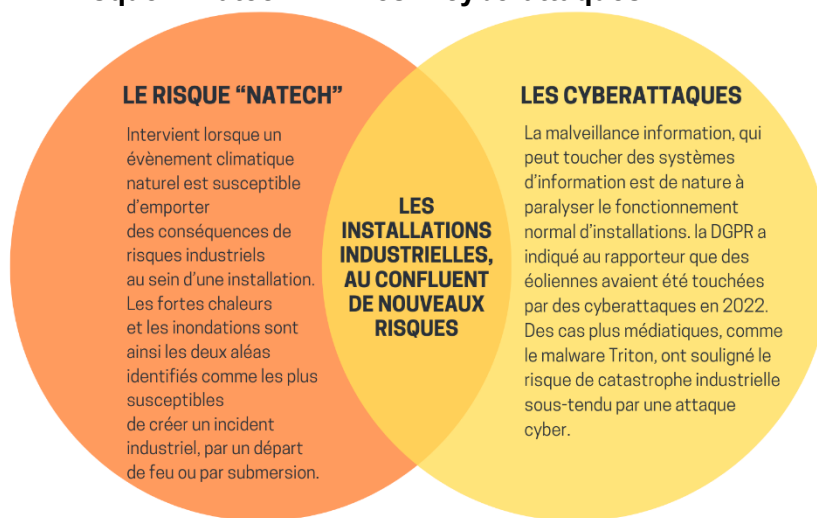 LE RISQUE “NATECH”
Intervient lorsque un
évènement climatique
naturel est susceptible
d’emporter
des conséquences de
risques industriels
au sein d’une installation.
Les fortes chaleurs
et les inondations sont
ainsi les deux aléas
identifiés comme les plus
susceptibles
de créer un incident
industriel, par un départ
de feu ou par submersion.
LES
INSTALLATIONS
INDUSTRIELLES,
AU CONFLUENT
DE NOUVEAUX
RISQUES
LES CYBERATTAQUES
La malveillance information, qui
peut toucher des systèmes
d’information est de nature à
paralyser le fonctionnement
normal d’installations. la DGPR a
indiqué au rapporteur que des
éoliennes avaient été touchées
par des cyberattaques en 2022.
Des cas plus médiatiques, comme
le malware Triton, ont souligné le
risque de catastrophe industrielle
sous-tendu par une attaque
cyber.